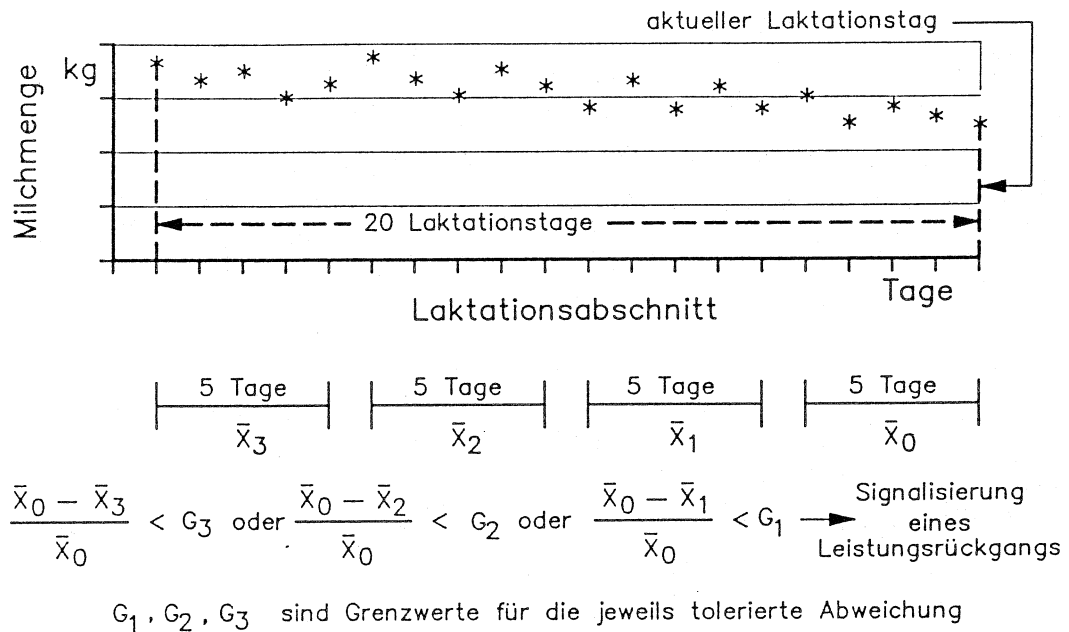 aktueller Laktationstag
Milchmenge
kg
20 Laktationstage
Tage
Laktationsabschnitt
5 Tage 5 Tage 5 Tage 5 Tage
X̄3 X̄2 X̄1 X̄0
X̄0 – X̄3 / X̄0 < G3 oder X̄0 – X̄2 / X̄0 < G2 oder X̄0 – X̄1 / X̄0 < G1
Signalisierung
eines
Leistungsrückgangs
G1, G2, G3 sind Grenzwerte für die jeweils tolerierte Abweichung